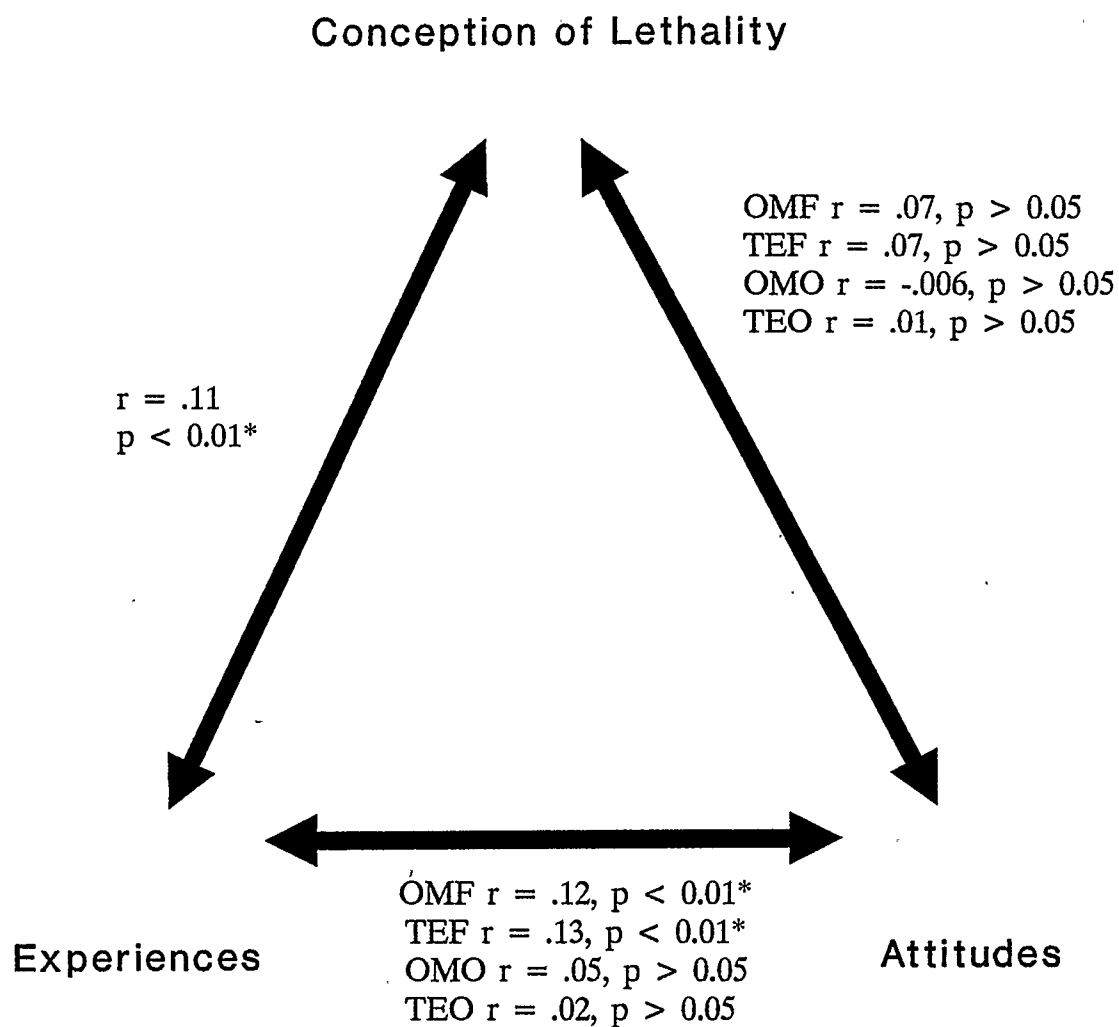 Conception of Lethality
OMF r = .07, p > 0.05
TEF r = .07, p > 0.05
OMO r = -.006, p > 0.05
TEO r = .01, p > 0.05
r = .11
p < 0.01*
OMF r = .12, p < 0.01*
TEF r = .13, p < 0.01*
OMO r = .05, p > 0.05
TEO r = .02, p > 0.05
Experiences
Attitudes